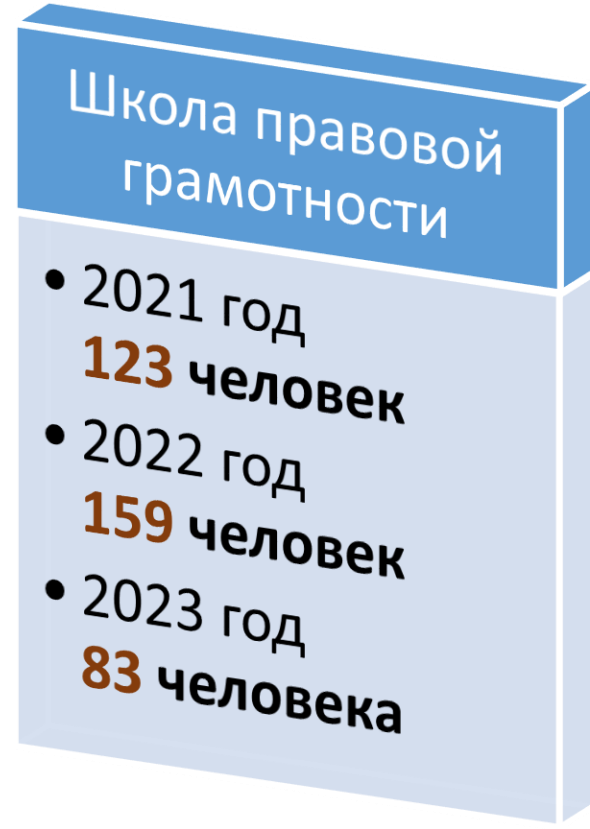 Школа правовой
грамотности
• 2021 год
123 человек
• 2022 год
159 человек
• 2023 год
83 человека